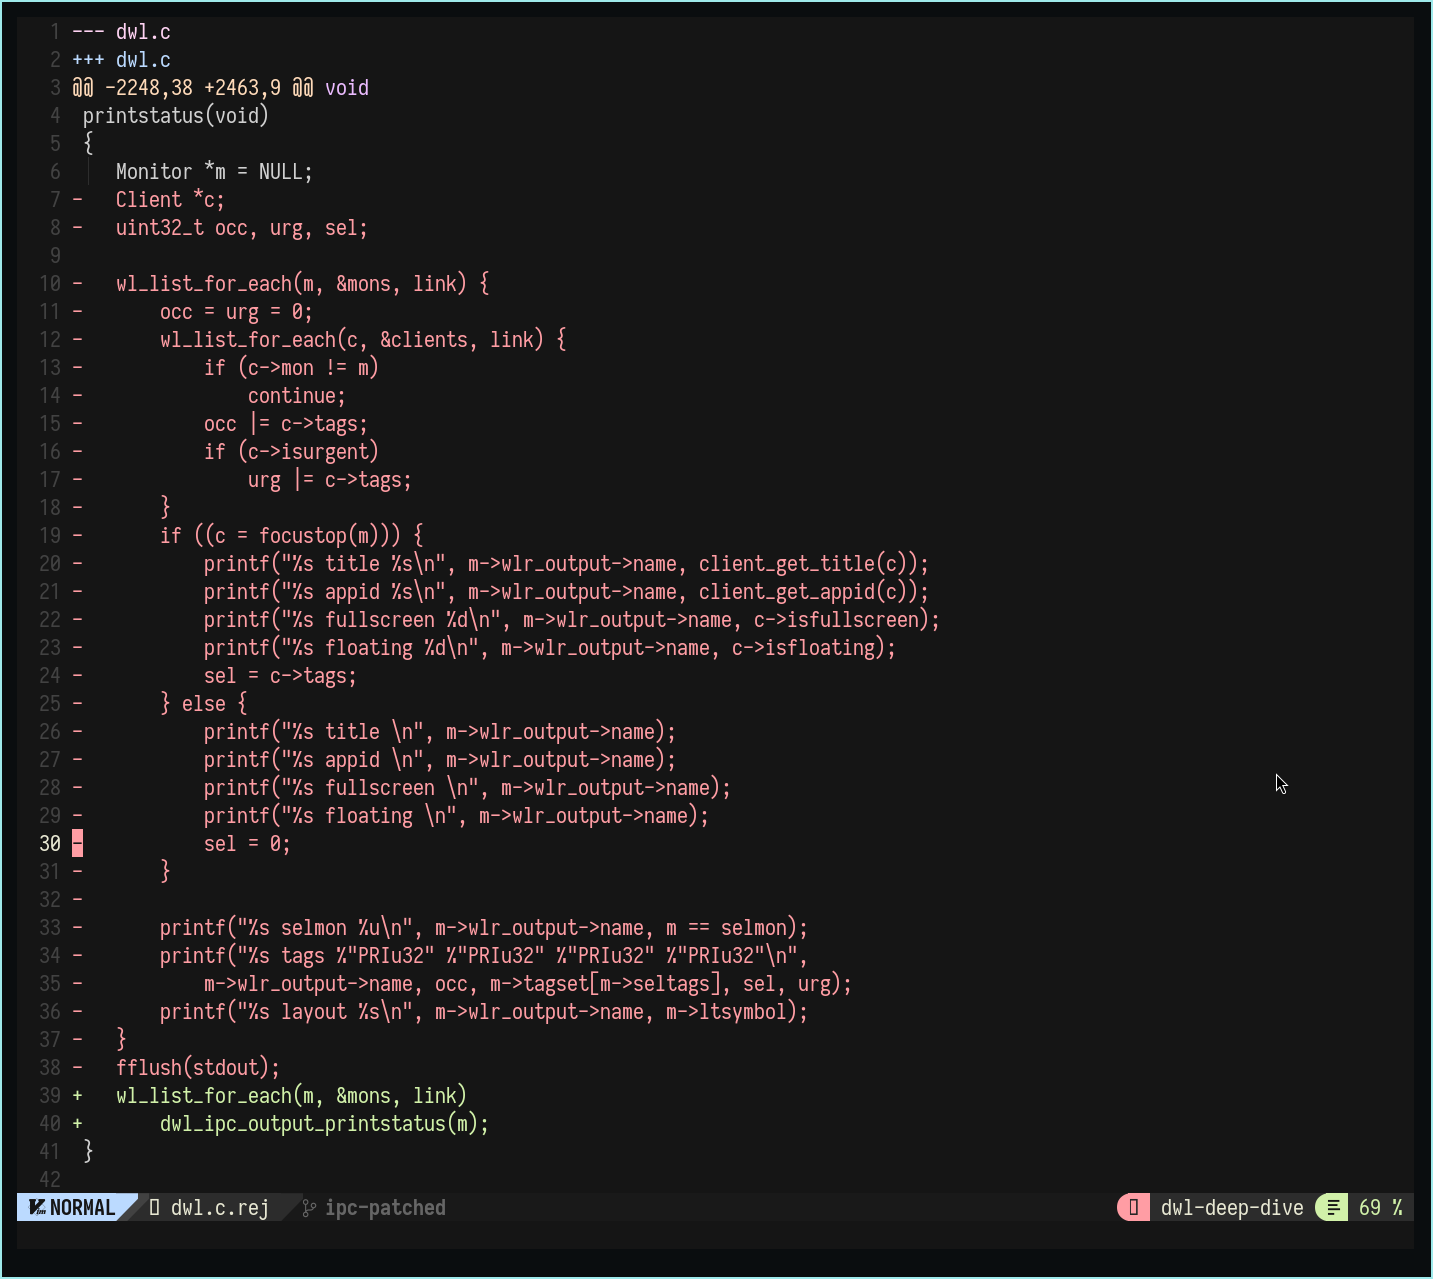 1 --- dwl.c
2 +++ dwl.c
3 @@ -2248,38 +2463,9 @@ void
4  printstatus(void)
5  {
6     Monitor *m = NULL;
7 -   Client *c;
8 -   uint32_t occ, urg, sel;
9
10 -   wl_list_for_each(m, &mons, link) {
11 -       occ = urg = 0;
12 -       wl_list_for_each(c, &clients, link) {
13 -           if (c->mon != m)
14 -               continue;
15 -           occ |= c->tags;
16 -           if (c->isurgent)
17 -               urg |= c->tags;
18 -       }
19 -       if ((c = focustop(m))) {
20 -           printf("%s title %s\n", m->wlr_output->name, client_get_title(c));
21 -           printf("%s appid %s\n", m->wlr_output->name, client_get_appid(c));
22 -           printf("%s fullscreen %d\n", m->wlr_output->name, c->isfullscreen);
23 -           printf("%s floating %d\n", m->wlr_output->name, c->isfloating);
24 -           sel = c->tags;
25 -       } else {
26 -           printf("%s title \n", m->wlr_output->name);
27 -           printf("%s appid \n", m->wlr_output->name);
28 -           printf("%s fullscreen \n", m->wlr_output->name);
29 -           printf("%s floating \n", m->wlr_output->name);
30 -           sel = 0;
31 -       }
32 -
33 -       printf("%s selmon %u\n", m->wlr_output->name, m == selmon);
34 -       printf("%s tags %"PRIu32" %"PRIu32" %"PRIu32" %"PRIu32"\n",
35 -           m->wlr_output->name, occ, m->tagset[m->seltags], sel, urg);
36 -       printf("%s layout %s\n", m->wlr_output->name, m->ltsymbol);
37 -   }
38 -   fflush(stdout);
39 +   wl_list_for_each(m, &mons, link)
40 +       dwl_ipc_output_printstatus(m);
41  }
42
NORMAL dwl.c.rej ipc-patched dwl-deep-dive 69 %